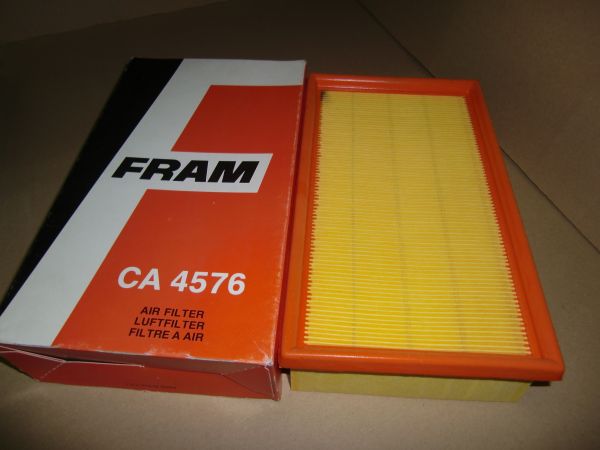 FRAM
CA 4576
AIR FILTER
LUFTFILTER
FILTRE A AIR